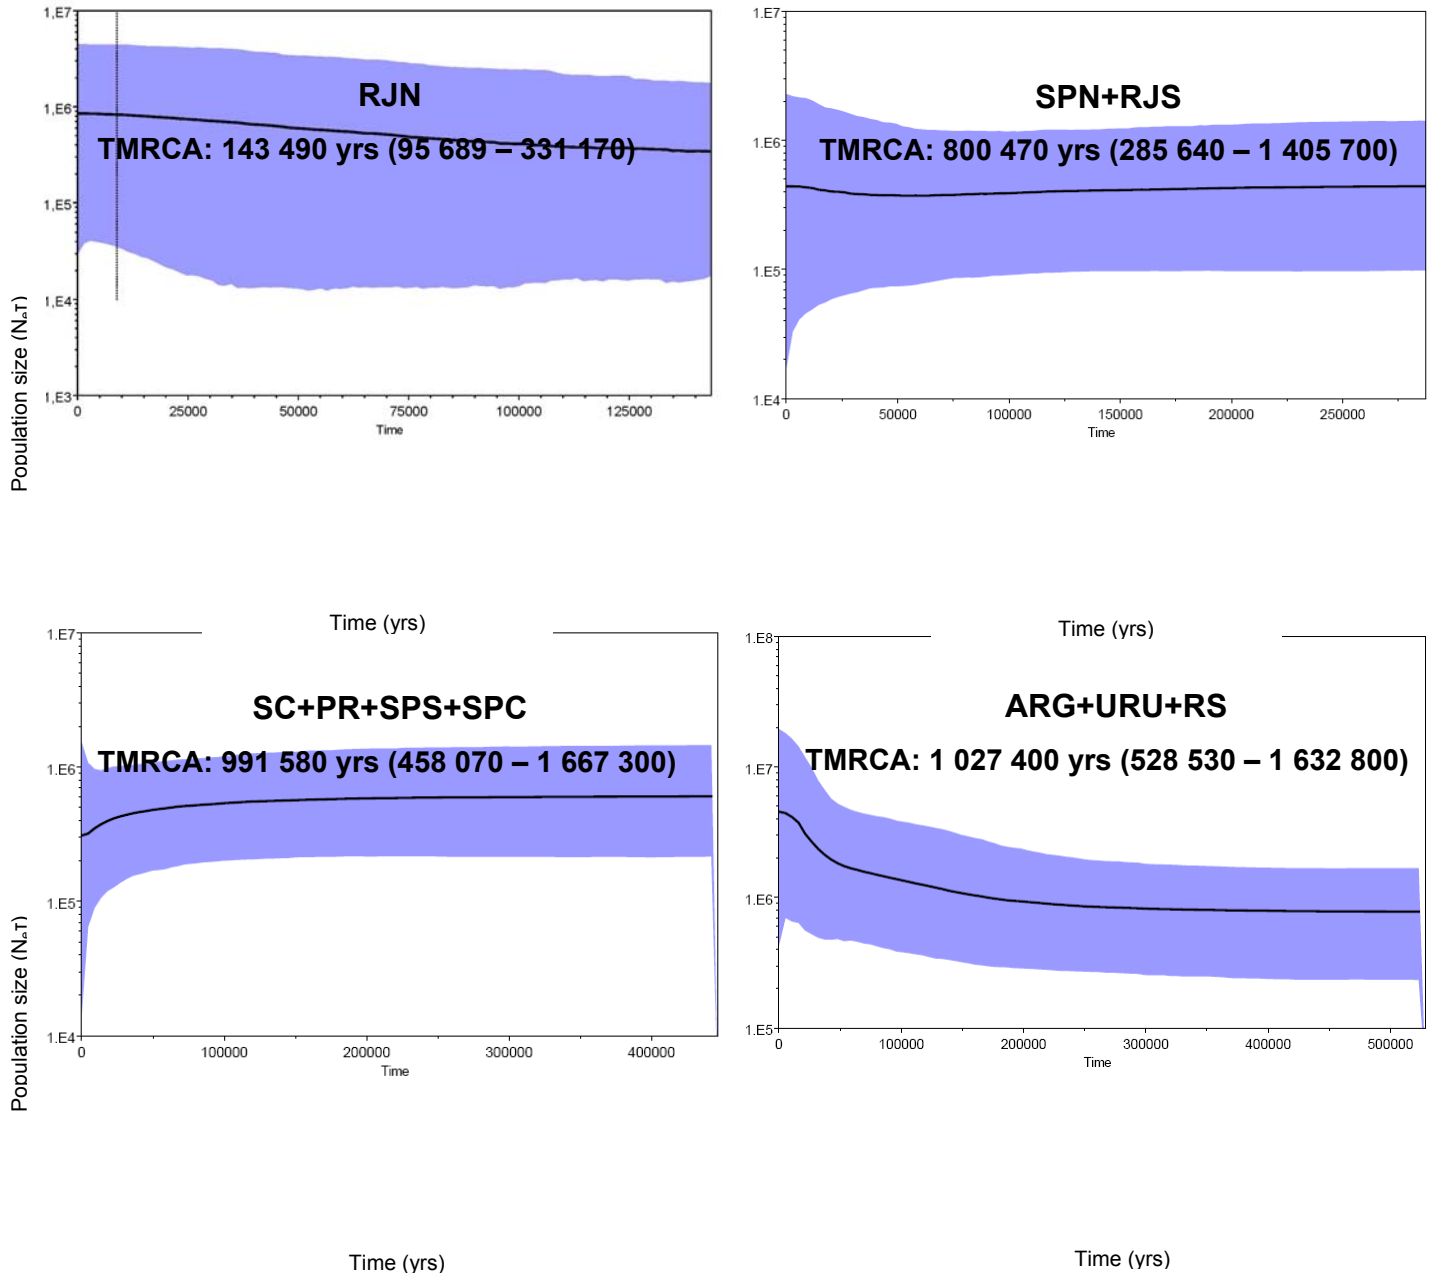 1,E7
RJN
1,E6
TMRCA: 143 490 yrs (95 689 – 331 170)
1,E5
1,E4
1,E3
0 25000 50000 75000 100000 125000
Time
Population size (NeT)
1.E7
SPN+RJS
1.E6
TMRCA: 800 470 yrs (285 640 – 1 405 700)
1.E5
1.E4
0 50000 100000 150000 200000 250000
Time
Time (yrs)
1.E7
SC+PR+SPS+SPC
1.E6
TMRCA: 991 580 yrs (458 070 – 1 667 300)
1.E5
1.E4
0 100000 200000 300000 400000
Time
Population size (NeT)
Time (yrs)
Time (yrs)
1.E8
ARG+URU+RS
1.E7
TMRCA: 1 027 400 yrs (528 530 – 1 632 800)
1.E6
1.E5
0 100000 200000 300000 400000 500000
Time
Time (yrs)